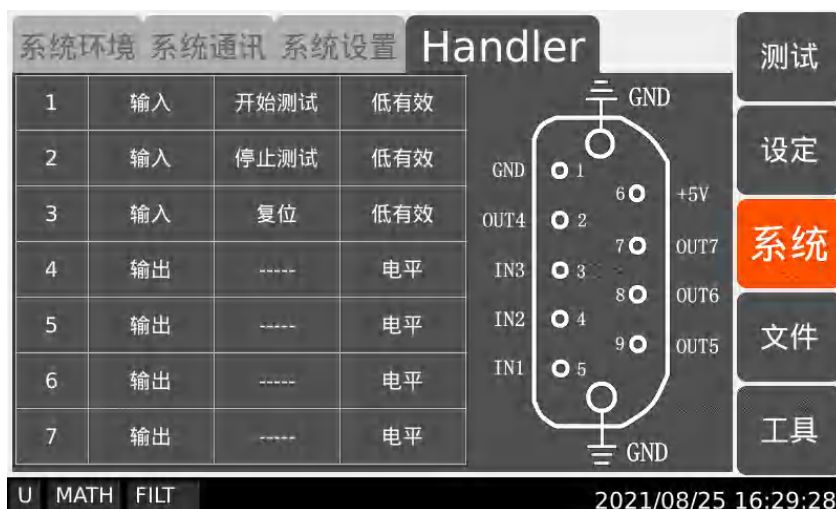 系统环境 系统通讯 系统设置 Handler
1 输入 开始测试 低有效
2 输入 停止测试 低有效
3 输入 复位 低有效
4 输出 ----- 电平
5 输出 ----- 电平
6 输出 ----- 电平
7 输出 ----- 电平
GND
GND 1
6 +5V
OUT4 2
7 OUT7
IN3 3
8 OUT6
IN2 4
9 OUT5
IN1 5
GND
测试
设定
系统
文件
工具
U MATH FILT
2021/08/25 16:29:28